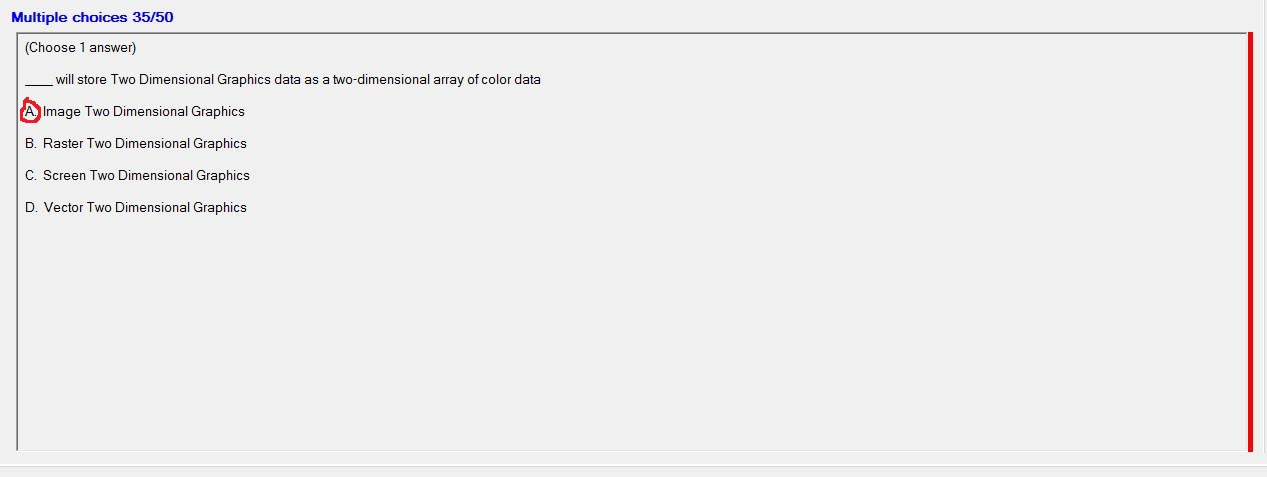 Multiple choices 35/50
(Choose 1 answer)
____ will store Two Dimensional Graphics data as a two-dimensional array of color data
A. Image Two Dimensional Graphics
B. Raster Two Dimensional Graphics
C. Screen Two Dimensional Graphics
D. Vector Two Dimensional Graphics